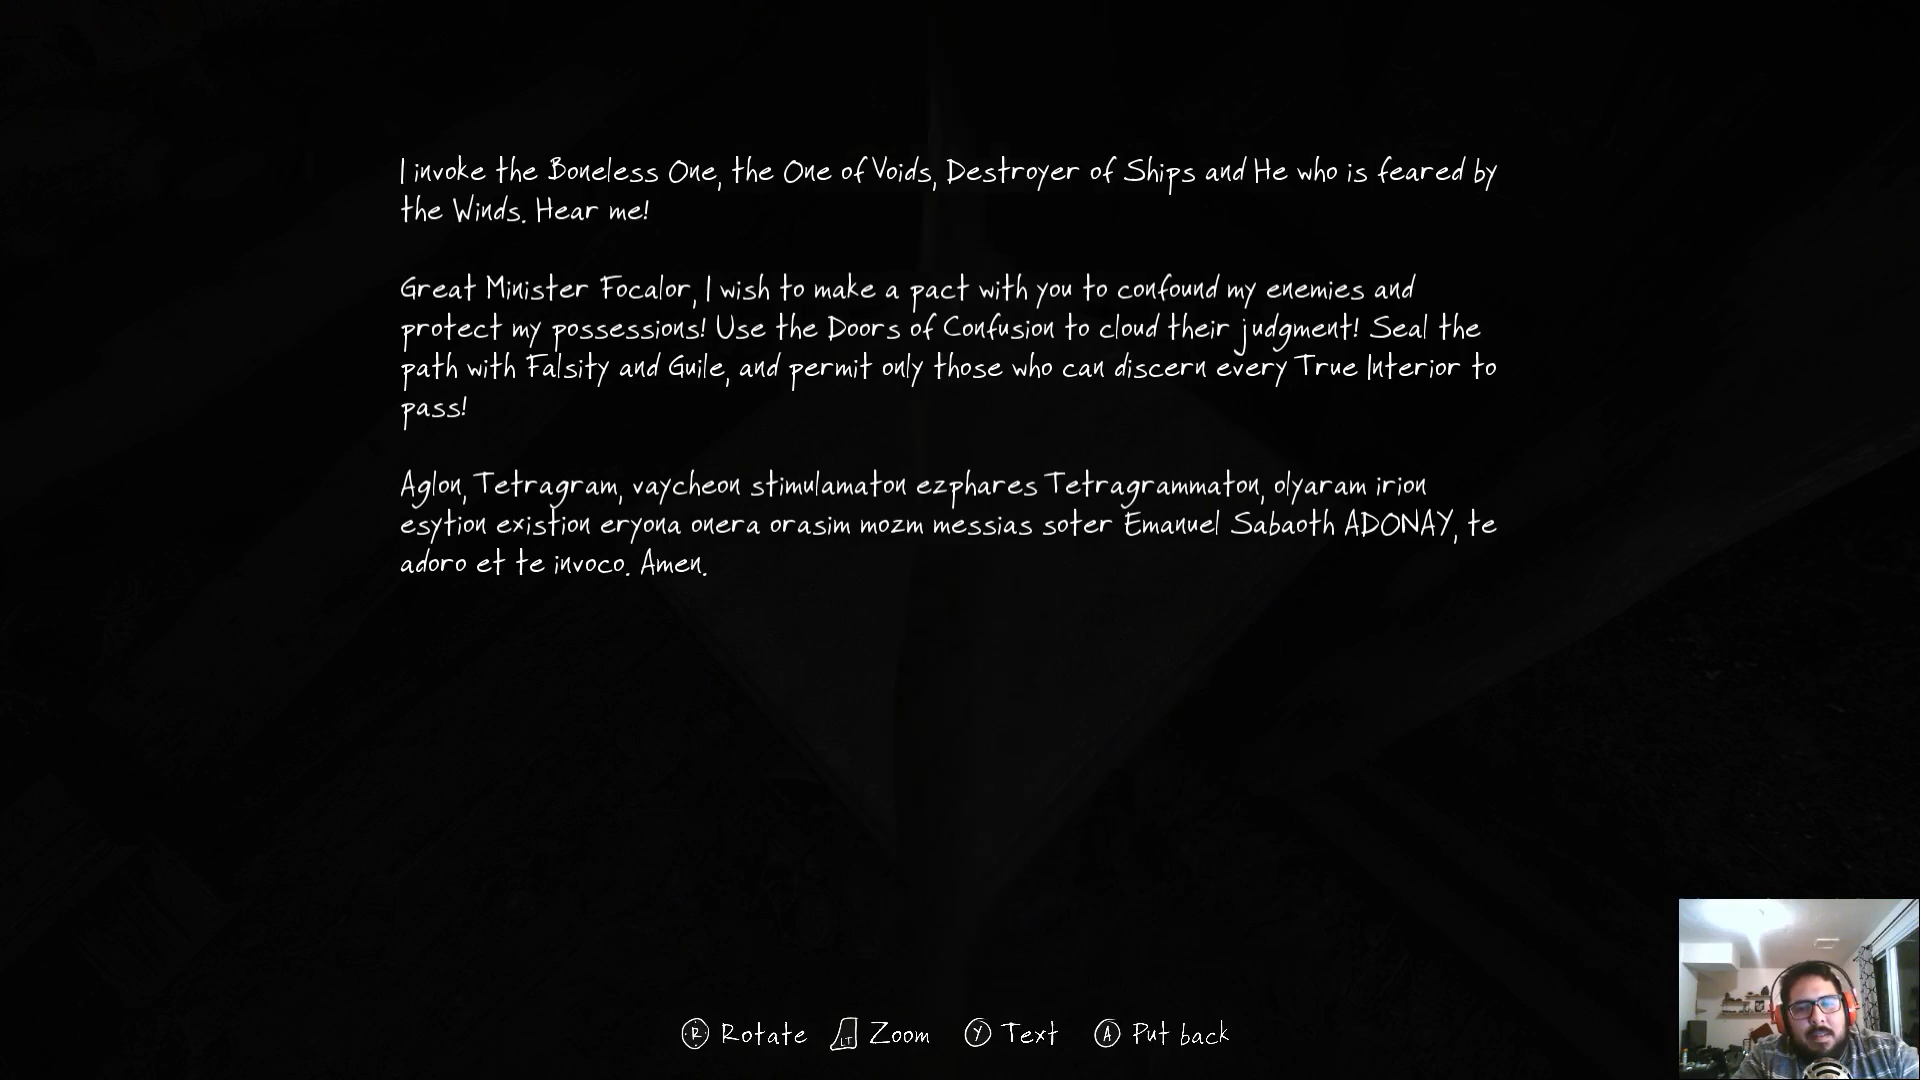 I invoke the Boneless One, the One of Voids, Destroyer of Ships and He who is feared by
the Winds. Hear me!
Great Minister Focalor, I wish to make a pact with you to confound my enemies and
protect my possessions! Use the Doors of Confusion to cloud their judgment! Seal the
path with Falsity and Guile, and permit only those who can discern every True Interior to
pass!
Aglon, Tetragram, vaycheon stimulamaton ezphares Tetragrammaton, olyaram irion
esytion existion eryona onera orasim mozm messias soter Emanuel Sabaoth ADONAY, te
adoro et te invoco. Amen.
R Rotate LT Zoom Y Text A Put back